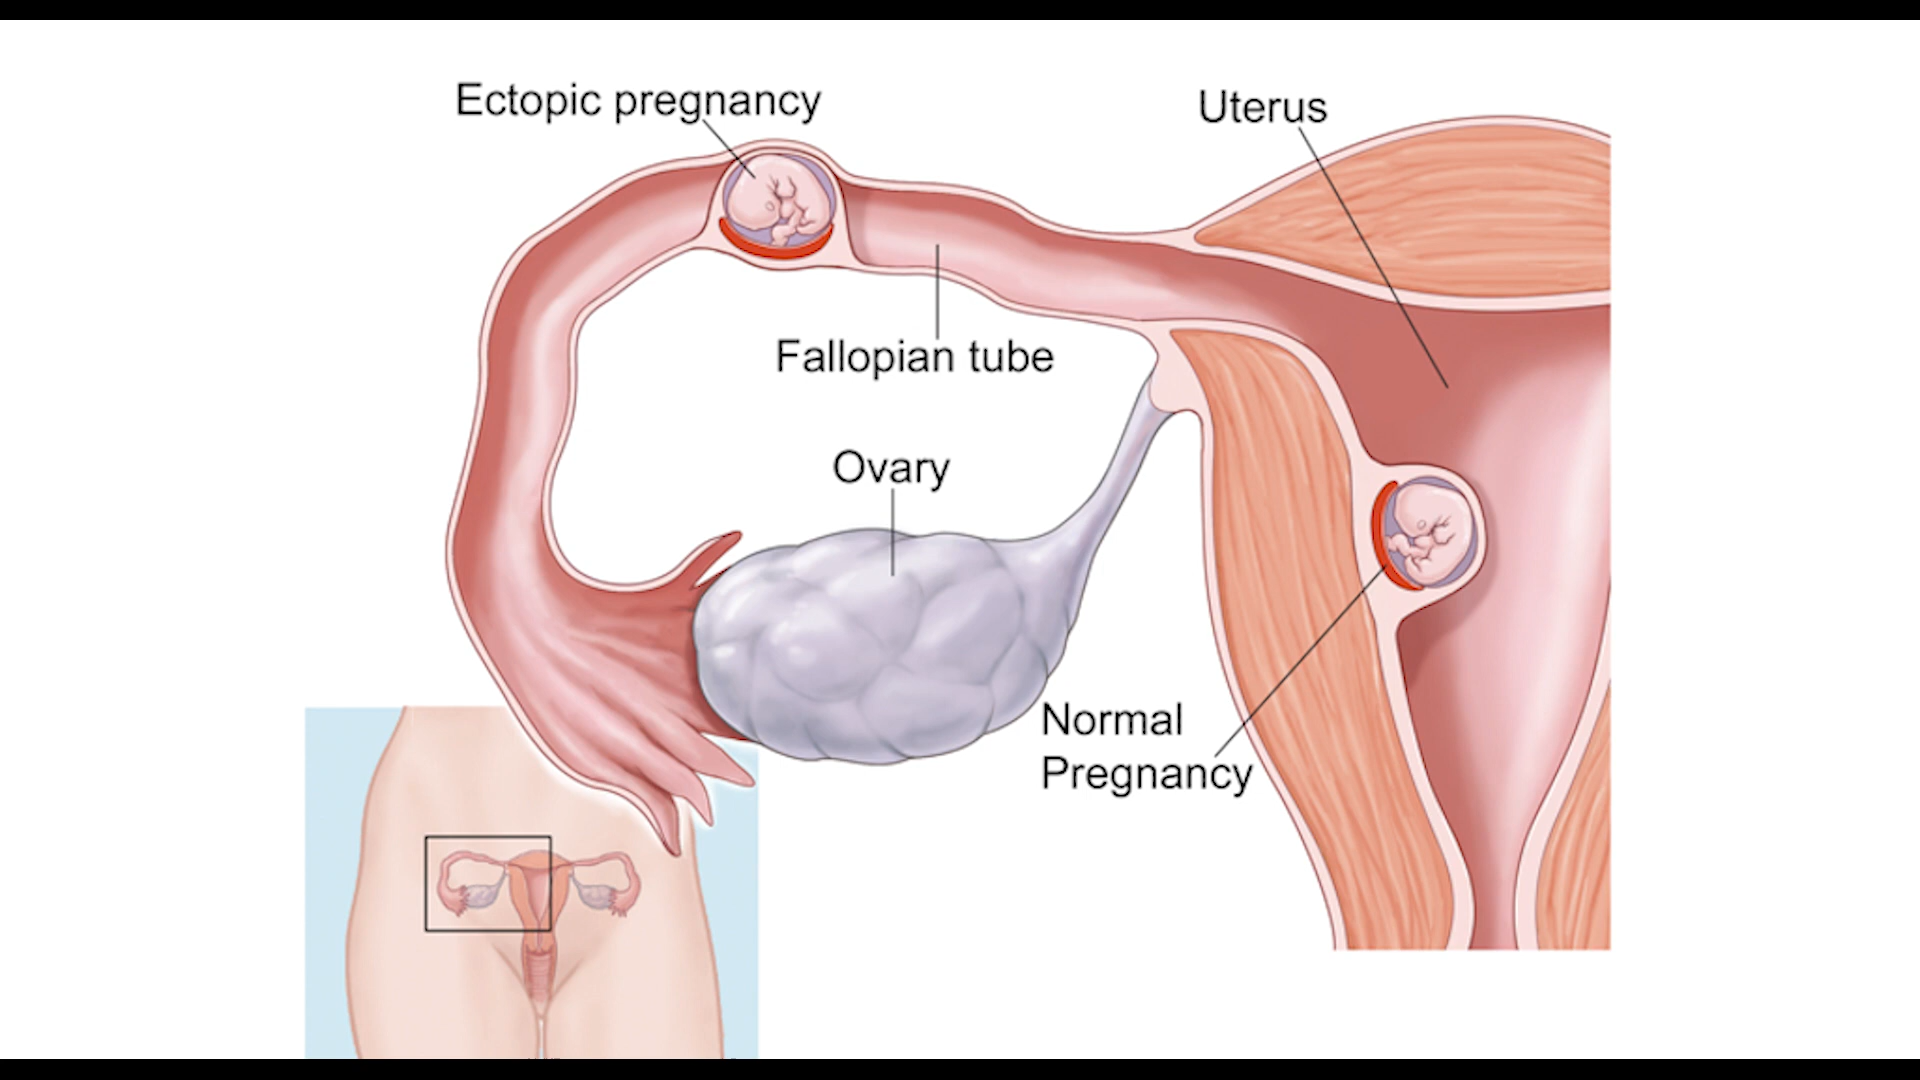 Ectopic pregnancy
Uterus
Fallopian tube
Ovary
Normal
Pregnancy